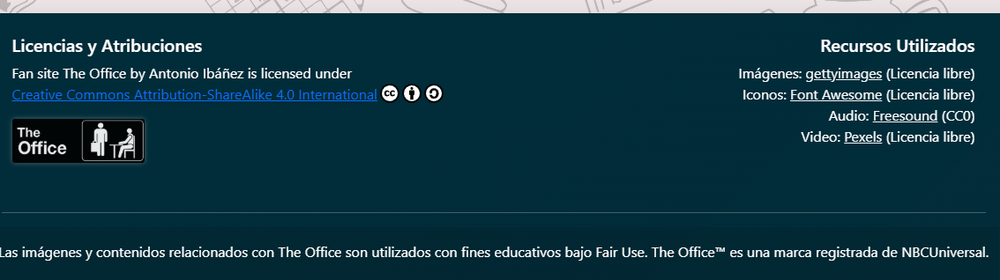 Licencias y Atribuciones
Fan site The Office by Antonio Ibáñez is licensed under
Creative Commons Attribution-ShareAlike 4.0 International
The
Office
Recursos Utilizados
Imágenes: gettyimages (Licencia libre)
Iconos: Font Awesome (Licencia libre)
Audio: Freesound (CC0)
Video: Pexels (Licencia libre)
Las imágenes y contenidos relacionados con The Office son utilizados con fines educativos bajo Fair Use. The Office™ es una marca registrada de NBCUniversal.